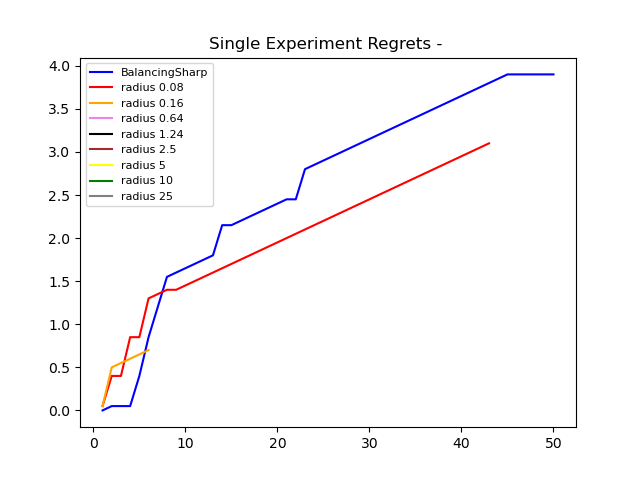 Single Experiment Regrets -
4.0
3.5
3.0
2.5
2.0
1.5
1.0
0.5
0.0
BalancingSharp
radius 0.08
radius 0.16
radius 0.64
radius 1.24
radius 2.5
radius 5
radius 10
radius 25
0 10 20 30 40 50